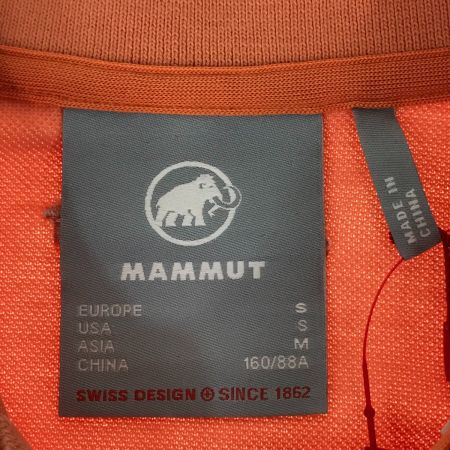 MAMMUT
EUROPE S
USA S
ASIA M
CHINA 160/88A
SWISS DESIGN SINCE 1862
MADE IN
CHINA